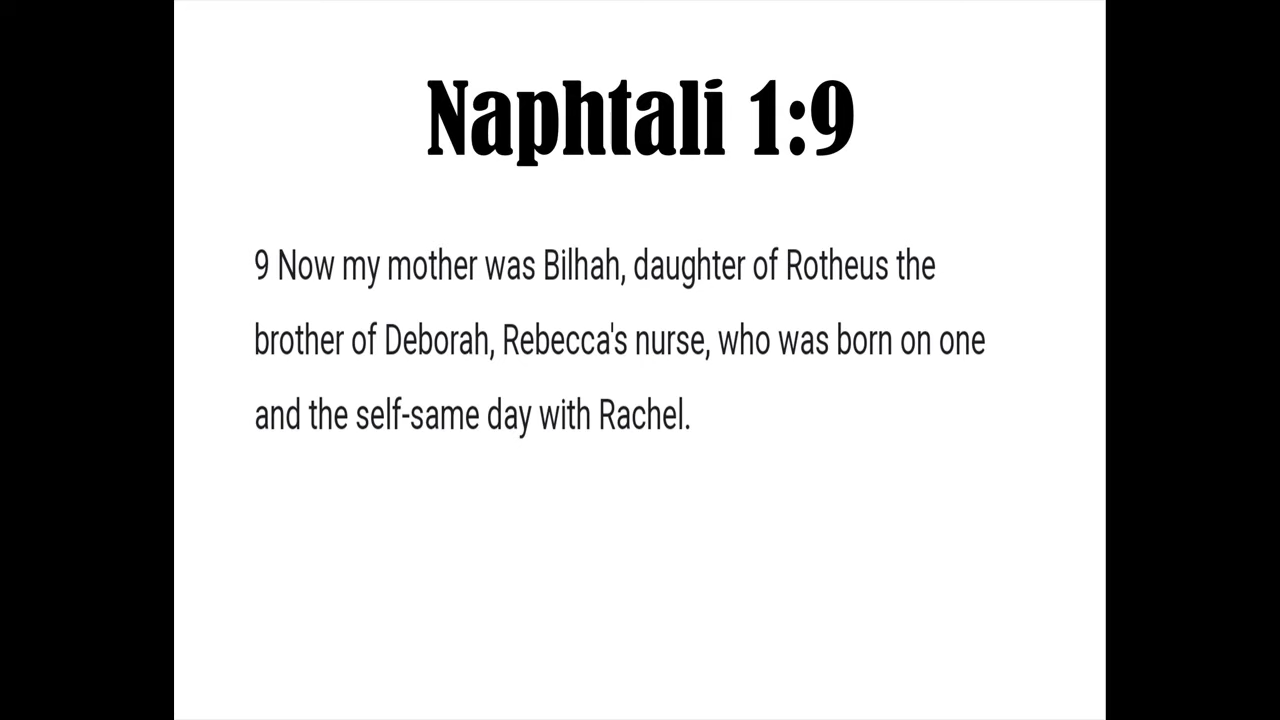 Naphtali 1:9
9 Now my mother was Bilhah, daughter of Rotheus the
brother of Deborah, Rebecca's nurse, who was born on one
and the self-same day with Rachel.